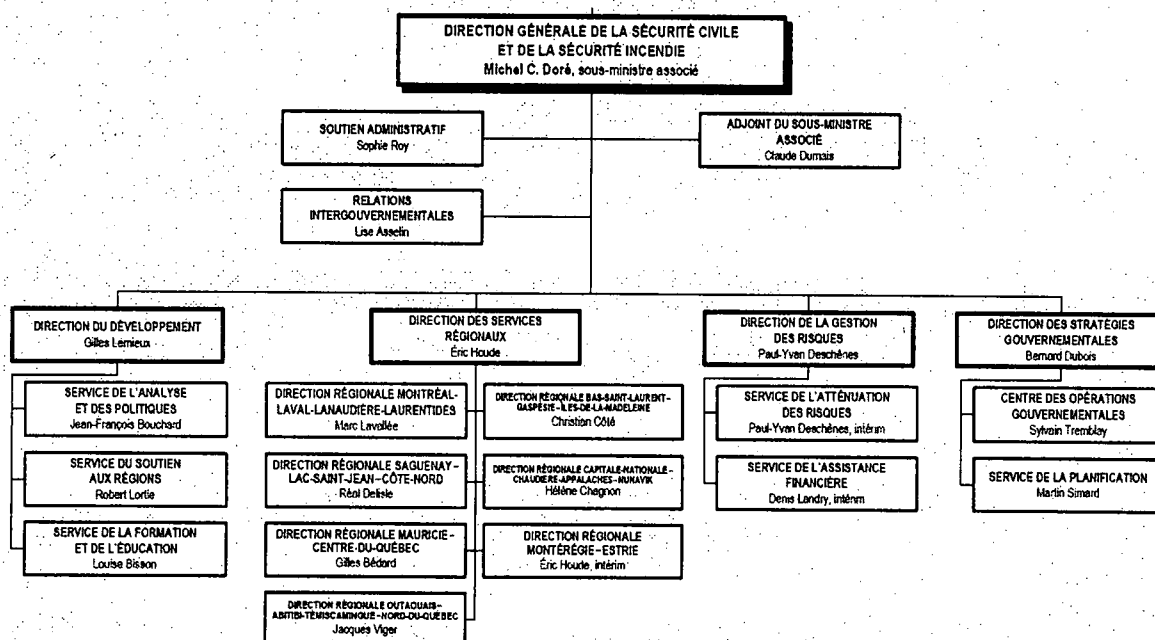 DIRECTION GÉNÉRALE DE LA SÉCURITÉ CIVILE
ET DE LA SÉCURITÉ INCENDIE
Michel C. Doré, sous-ministre associé
SOUTIEN ADMINISTRATIF
Sophie Roy
ADJOINT DU SOUS-MINISTRE
ASSOCIÉ
Claude Dumais
RELATIONS
INTERGOUVERNEMENTALES
Lise Asselin
DIRECTION DU DÉVELOPPEMENT
Gilles Lemieux
SERVICE DE L'ANALYSE
ET DES POLITIQUES
Jean-François Bouchard
SERVICE DU SOUTIEN
AUX RÉGIONS
Robert Lortie
SERVICE DE LA FORMATION
ET DE L'ÉDUCATION
Louise Bisson
DIRECTION DES SERVICES
RÉGIONAUX
Éric Houde
DIRECTION RÉGIONALE MONTRÉAL-
LAVAL-LANAUDIÈRE-LAURENTIDES
Marc Lavallée
DIRECTION RÉGIONALE BAS-SAINT-LAURENT-
GASPÉSIE-ÎLES-DE-LA-MADELEINE
Christian Côté
DIRECTION RÉGIONALE SAGUENAY-
LAC-SAINT-JEAN-CÔTE-NORD
Réal Delisle
DIRECTION RÉGIONALE CAPITALE-NATIONALE-
CHAUDIÈRE-APPALACHES-NUNAVIK
Hélène Chagnon
DIRECTION RÉGIONALE MAURICIE-
CENTRE-DU-QUÉBEC
Gilles Bédard
DIRECTION RÉGIONALE
MONTÉRÉGIE-ESTRIE
Éric Houde, intérim
DIRECTION RÉGIONALE OUTAOUAIS-
ABITIBI-TÉMISCAMINGUE-NORD-DU-QUÉBEC
Jacques Viger
DIRECTION DE LA GESTION
DES RISQUES
Paul-Yvan Deschênes
SERVICE DE L'ATTÉNUATION
DES RISQUES
Paul-Yvan Deschênes, intérim
SERVICE DE L'ASSISTANCE
FINANCIÈRE
Denis Landry, intérim
DIRECTION DES STRATÉGIES
GOUVERNEMENTALES
Bernard Dubois
CENTRE DES OPÉRATIONS
GOUVERNEMENTALES
Sylvain Tremblay
SERVICE DE LA PLANIFICATION
Martin Simard